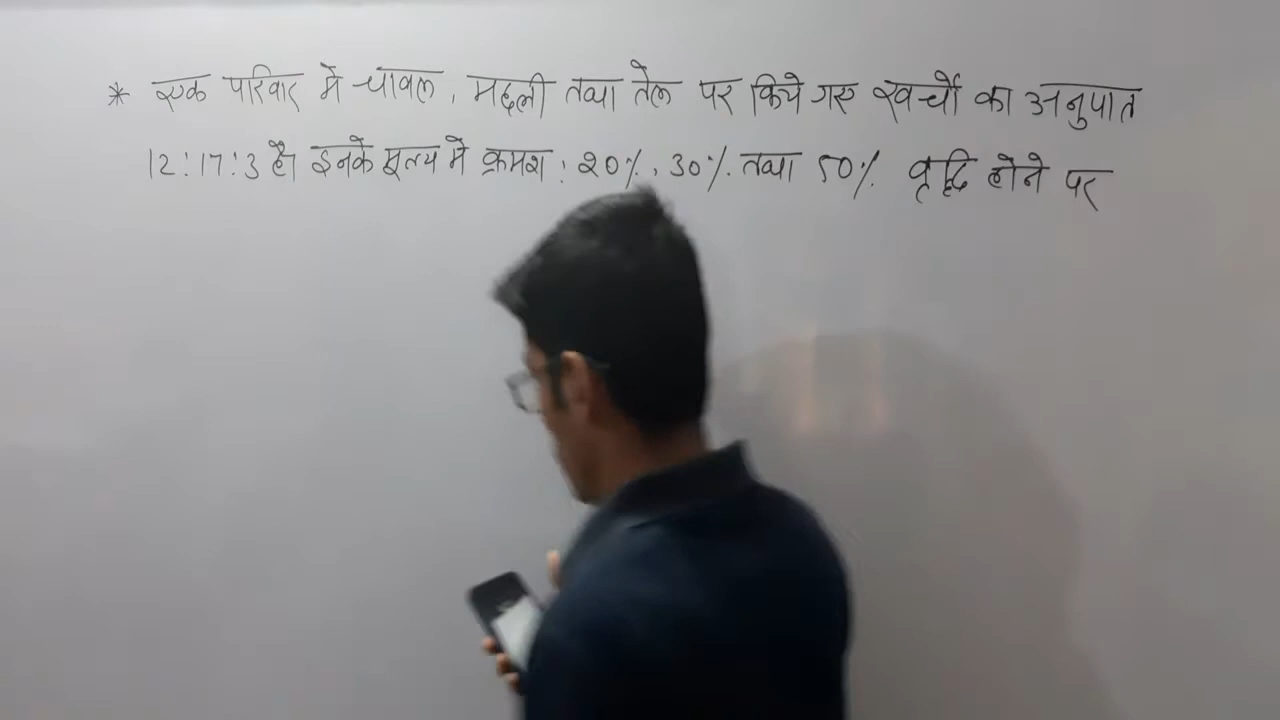 * एक परिवार में चावल, मछली तथा तेल पर किये गए खर्चो का अनुपात
12:17:3 है। इनके मूल्य में क्रमश: 20%, 30% तथा 50% वृद्धि होने पर